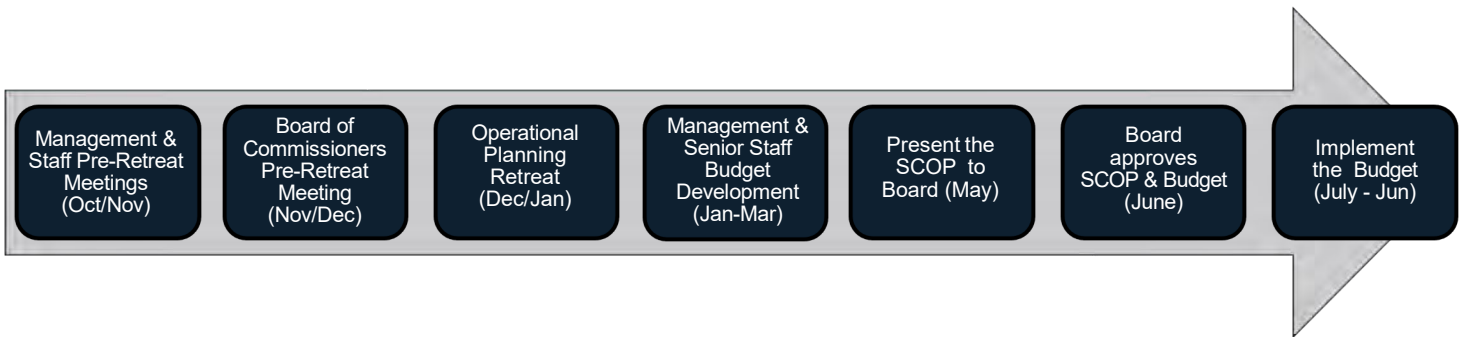 Management &
Staff Pre-Retreat
Meetings
(Oct/Nov)
Board of
Commissioners
Pre-Retreat
Meeting
(Nov/Dec)
Operational
Planning
Retreat
(Dec/Jan)
Management &
Senior Staff
Budget
Development
(Jan-Mar)
Present the
SCOP to
Board (May)
Board
approves
SCOP & Budget
(June)
Implement
the Budget
(July - Jun)